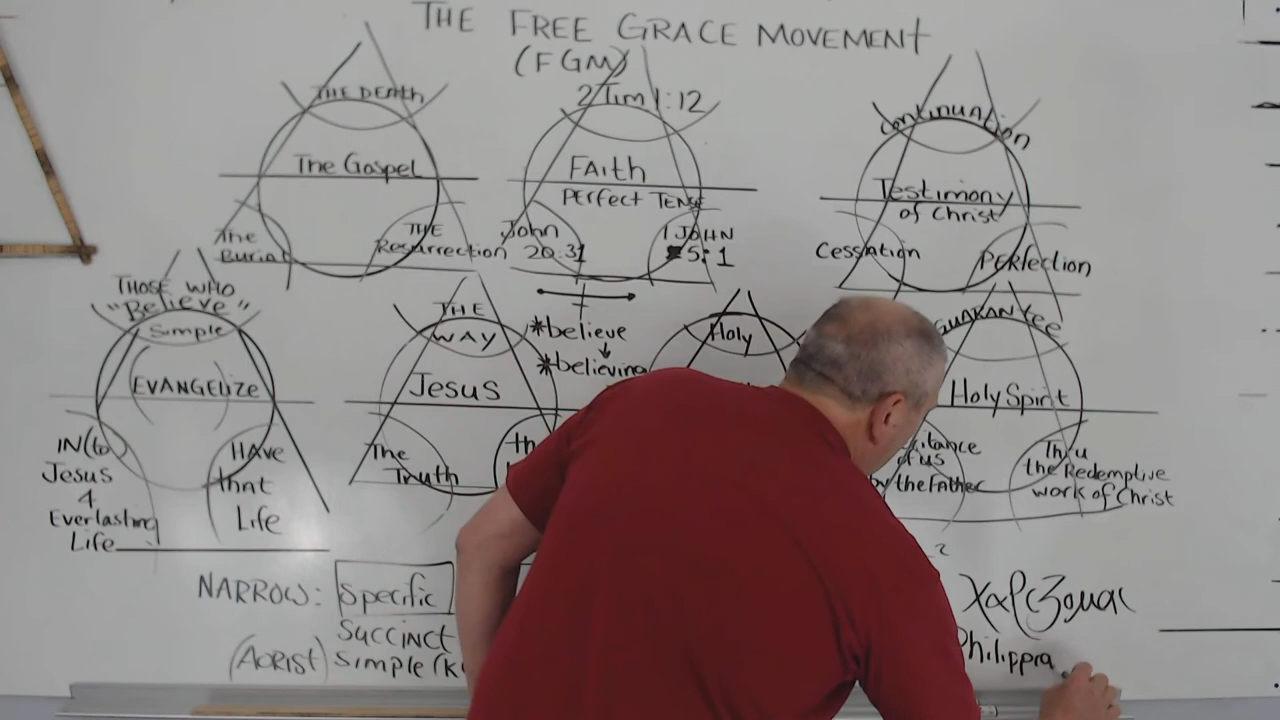 THE FREE GRACE MOVEMENT
(FGM)
THE DEATH
The Gospel
The
Burial
THE
Resurrection
2 Tim 1:12
FAith
PERFECT TENSE
John
20:31
1 JOHN
5:1
Continuation
Testimony
of Christ
Cessation
Perfection
THOSE WHO
"Believe"
Simple
EVANGELIZE
IN(to)
Jesus
4
Everlasting
Life
HAVE
that
Life
THE
WAY
Jesus
The
Truth
*believe
*believing
Holy
GUARANTEE
Holy Spirit
of us
by the Father
Thru
the Redemptive
work of Christ
NARROW: Specific
Succinct
(AORIST) Simple
Χαρίζομαι